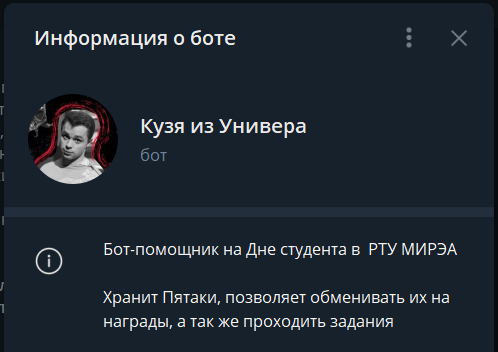 Информация о боте
Кузя из Универа
бот
Бот-помощник на Дне студента в РТУ МИРЭА
Хранит Пятаки, позволяет обменивать их на
награды, а так же проходить задания